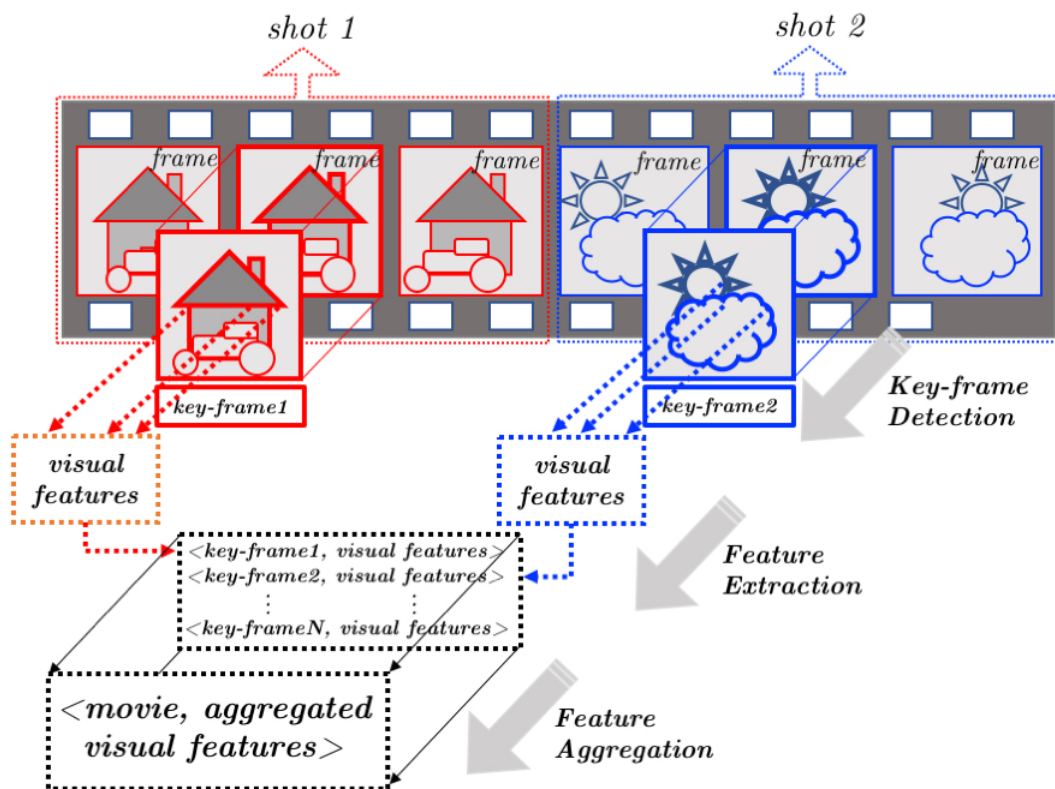 shot 1
shot 2
frame
frame
frame
frame
frame
frame
key-frame1
key-frame2
Key-frame
Detection
visual
features
visual
features
<key-frame1, visual features>
<key-frame2, visual features>
<key-frameN, visual features>
Feature
Extraction
<movie, aggregated
visual features>
Feature
Aggregation